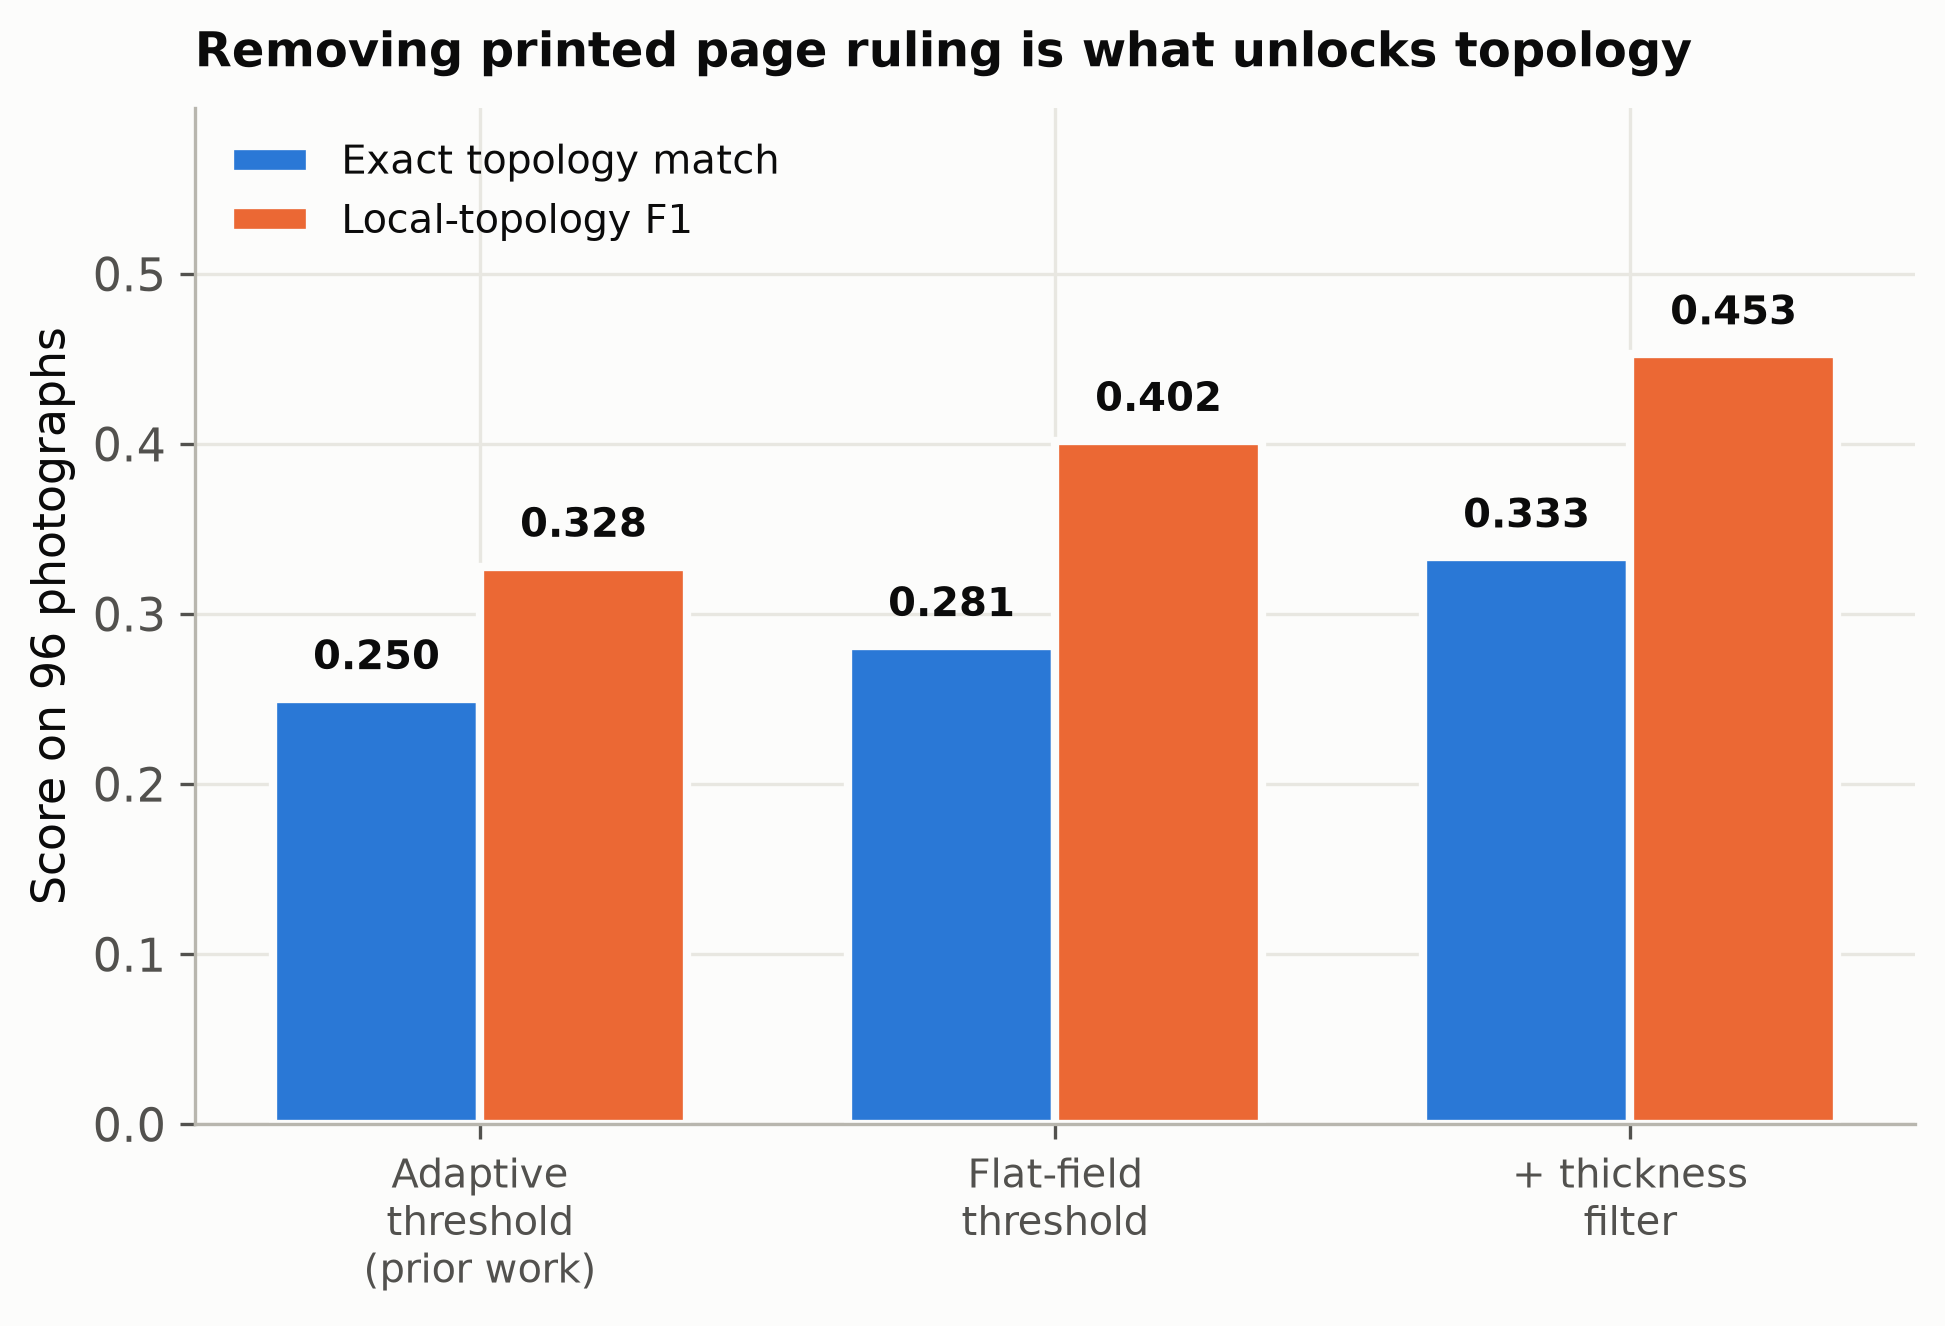 Removing printed page ruling is what unlocks topology
Exact topology match
Local-topology F1
Score on 96 photographs
0.5
0.4
0.3
0.2
0.1
0.0
0.250
0.328
0.281
0.402
0.333
0.453
Adaptive
threshold
(prior work)
Flat-field
threshold
+ thickness
filter